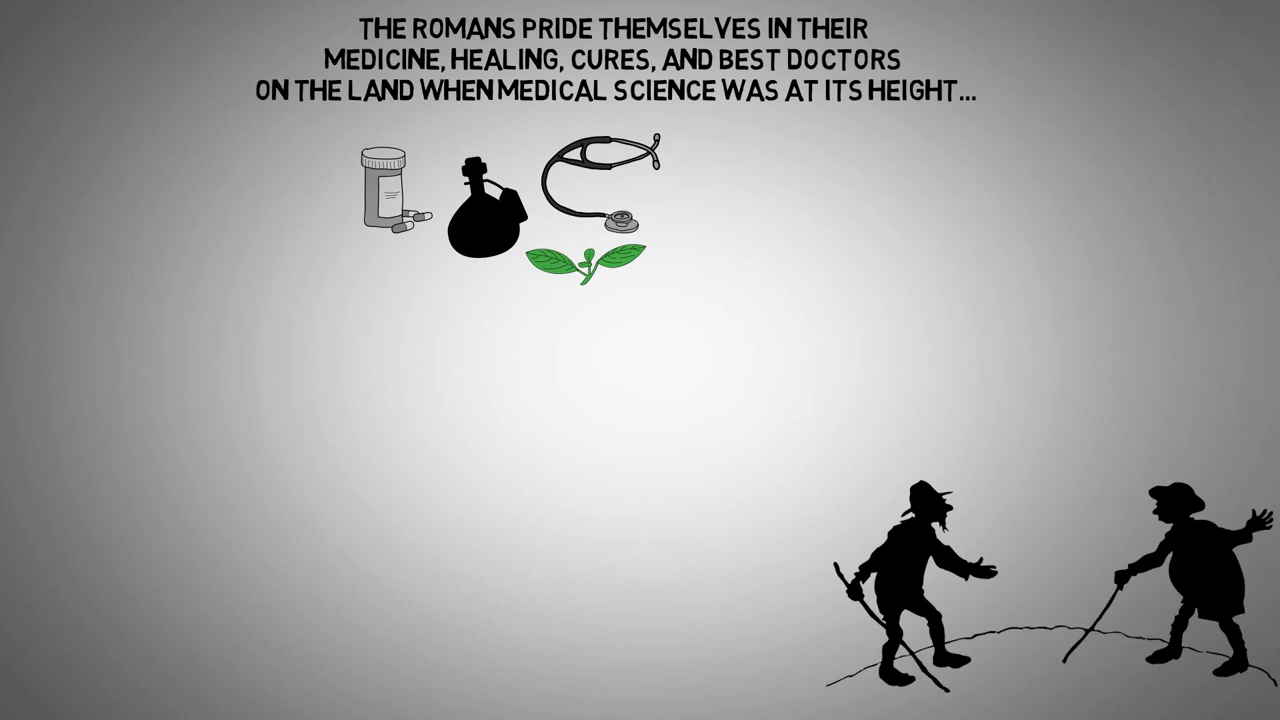 THE ROMANS PRIDE THEMSELVES IN THEIR
MEDICINE, HEALING, CURES, AND BEST DOCTORS
ON THE LAND WHEN MEDICAL SCIENCE WAS AT ITS HEIGHT...